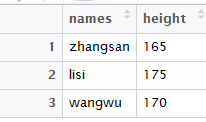 names height
1 zhangsan 165
2 lisi 175
3 wangwu 170